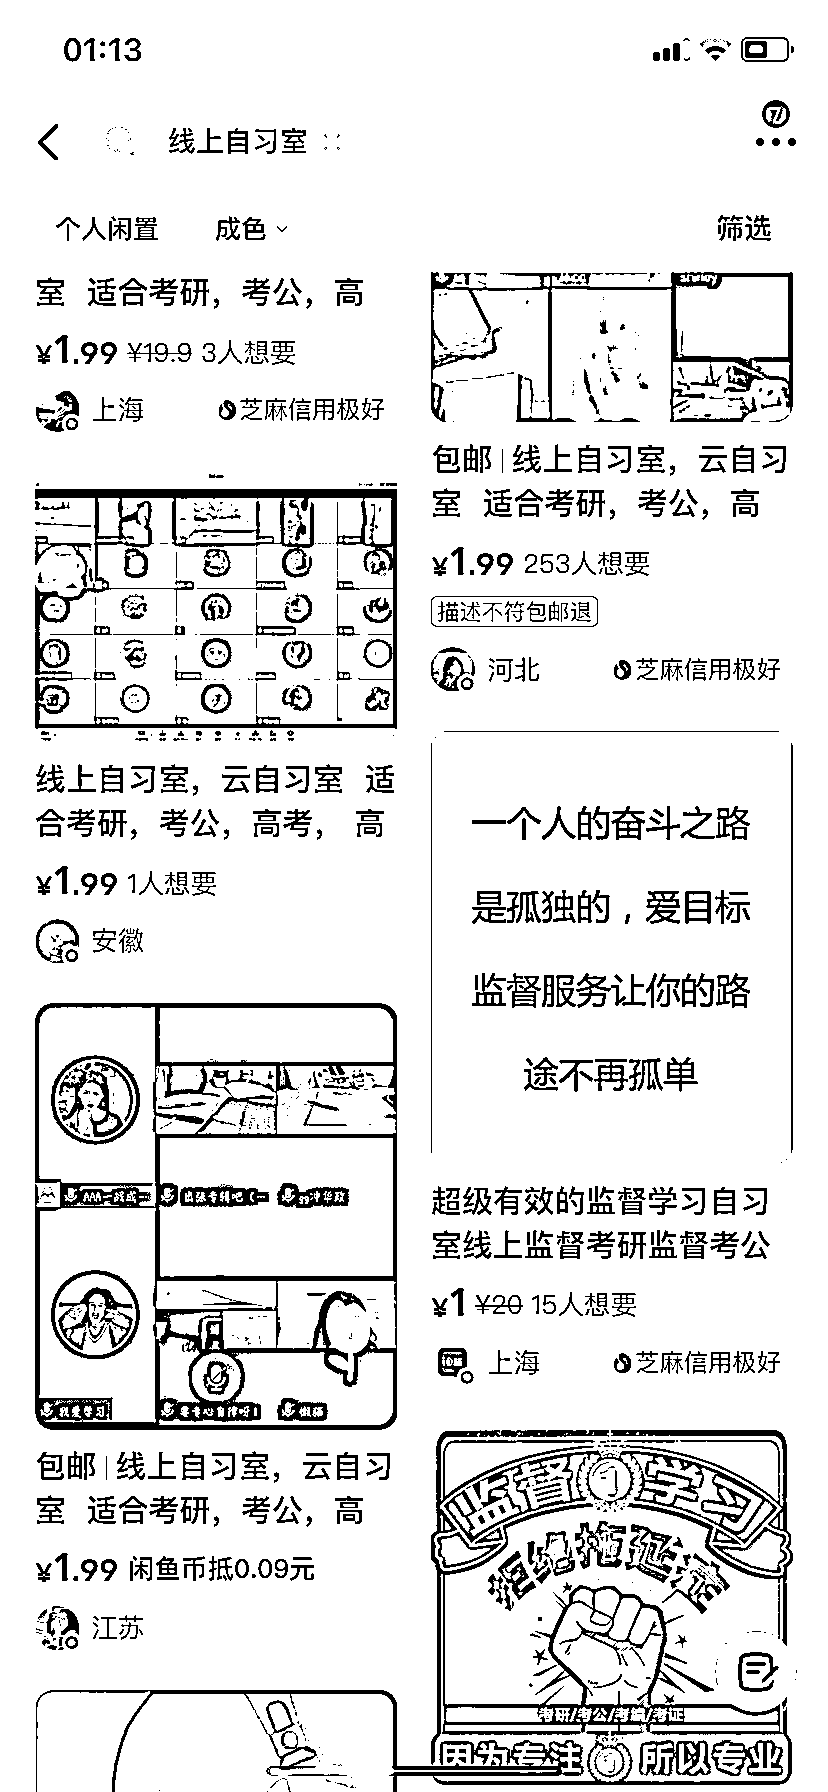 01:13
线上自习室
个人闲置
成色
筛选
室 适合考研，考公，高
¥1.99 ¥19.9 3人想要
上海
芝麻信用极好
线上自习室，云自习室 适
合考研，考公，高考， 高
¥1.99 1人想要
安徽
我爱学习
包邮|线上自习室，云自习
室 适合考研，考公，高
¥1.99 闲鱼币抵0.09元
江苏
包邮|线上自习室，云自习
室 适合考研，考公，高
¥1.99 253人想要
描述不符包邮退
河北
芝麻信用极好
一个人的奋斗之路
是孤独的，爱目标
监督服务让你的路
途不再孤单
超级有效的监督学习自习
室线上监督考研监督考公
¥1 ¥20 15人想要
上海
芝麻信用极好
监督 1 学习
拒绝拖延症
考研/考公/考编/考证
因为专注 1 所以专业